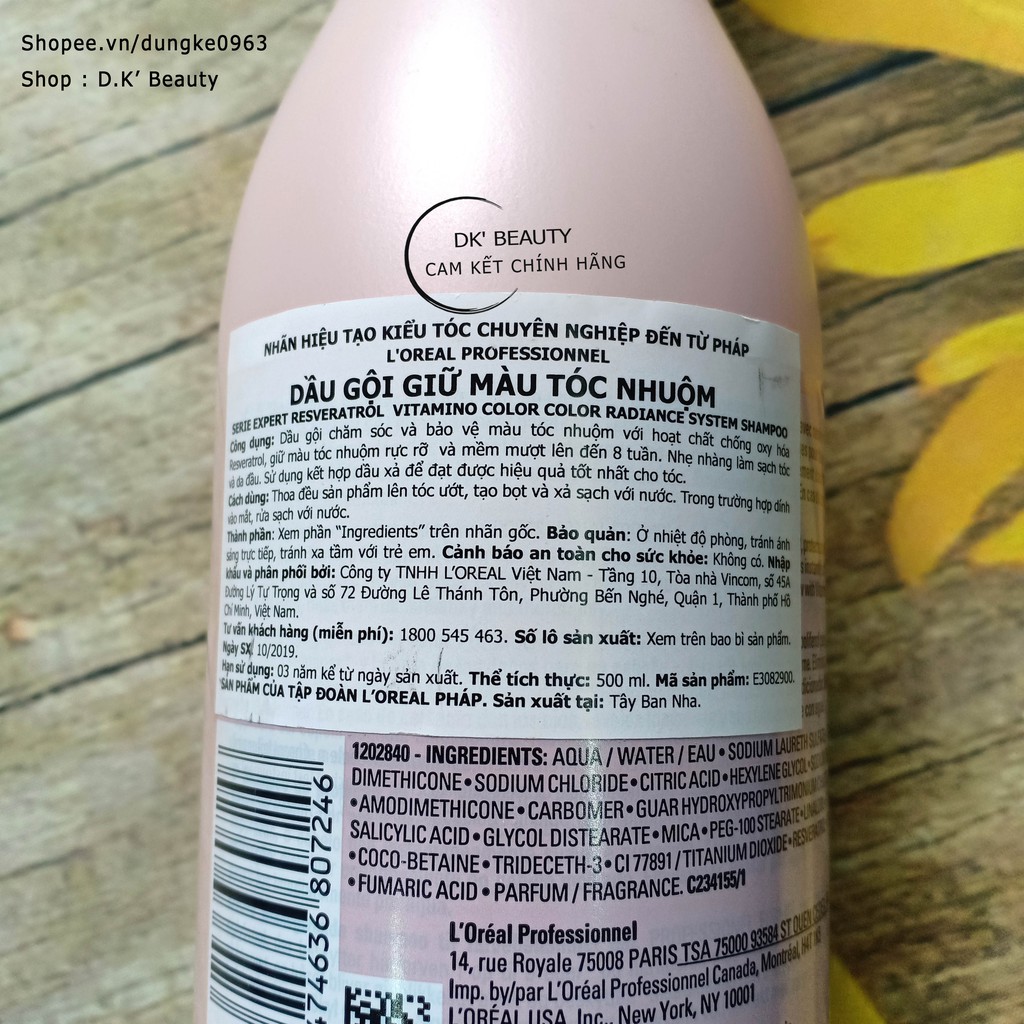 Shopee.vn/dungke0963
Shop : D.K’ Beauty
DK' BEAUTY
CAM KẾT CHÍNH HÃNG
NHÃN HIỆU TẠO KIỂU TÓC CHUYÊN NGHIỆP ĐẾN TỪ PHÁP
L'OREAL PROFESSIONNEL
DẦU GỘI GIỮ MÀU TÓC NHUỘM
SERIE EXPERT RESVERATROL VITAMINO COLOR COLOR RADIANCE SYSTEM SHAMPOO
Công dụng: Dầu gội chăm sóc và bảo vệ màu tóc nhuộm với hoạt chất chống oxy hóa
Resveratrol, giữ màu tóc nhuộm rực rỡ và mềm mượt lên đến 8 tuần. Nhẹ nhàng làm sạch tóc
và da đầu. Sử dụng kết hợp dầu xả để đạt được hiệu quả tốt nhất cho tóc.
Cách dùng: Thoa đều sản phẩm lên tóc ướt, tạo bọt và xả sạch với nước. Trong trường hợp dính
vào mắt, rửa sạch với nước.
Thành phần: Xem phần “Ingredients” trên nhãn gốc. Bảo quản: Ở nhiệt độ phòng, tránh ánh
sáng trực tiếp, tránh xa tầm với trẻ em. Cảnh báo an toàn cho sức khỏe: Không có. Nhập
khẩu và phân phối bởi: Công ty TNHH L’OREAL Việt Nam - Tầng 10, Tòa nhà Vincom, số 45A
Đường Lý Tự Trọng và số 72 Đường Lê Thánh Tôn, Phường Bến Nghé, Quận 1, Thành phố Hồ
Chí Minh, Việt Nam.
Tư vấn khách hàng (miễn phí): 1800 545 463. Số lô sản xuất: Xem trên bao bì sản phẩm.
Ngày SX: 10/2019.
Hạn sử dụng: 03 năm kể từ ngày sản xuất. Thể tích thực: 500 ml. Mã sản phẩm: E3082900.
SẢN PHẨM CỦA TẬP ĐOÀN L’OREAL PHÁP. Sản xuất tại: Tây Ban Nha.
1202840 - INGREDIENTS: AQUA / WATER / EAU • SODIUM LAURETH
DIMETHICONE • SODIUM CHLORIDE • CITRIC ACID • HEXYLENE GLYCOL •
• AMODIMETHICONE • CARBOMER • GUAR HYDROXYPROPYLTRIMONIUM
SALICYLIC ACID • GLYCOL DISTEARATE • MICA • PEG-100 STEARATE •
• COCO-BETAINE • TRIDECETH-3 • CI 77891 / TITANIUM DIOXIDE •
• FUMARIC ACID • PARFUM / FRAGRANCE. C234155/1
74636 807246
L’Oréal Professionnel
14, rue Royale 75008 PARIS TSA 75000 93584 ST OUEN
Imp. by/par L’Oréal Professionnel Canada, Montréal,
L’ORÉAL USA, Inc., New York, NY 10001